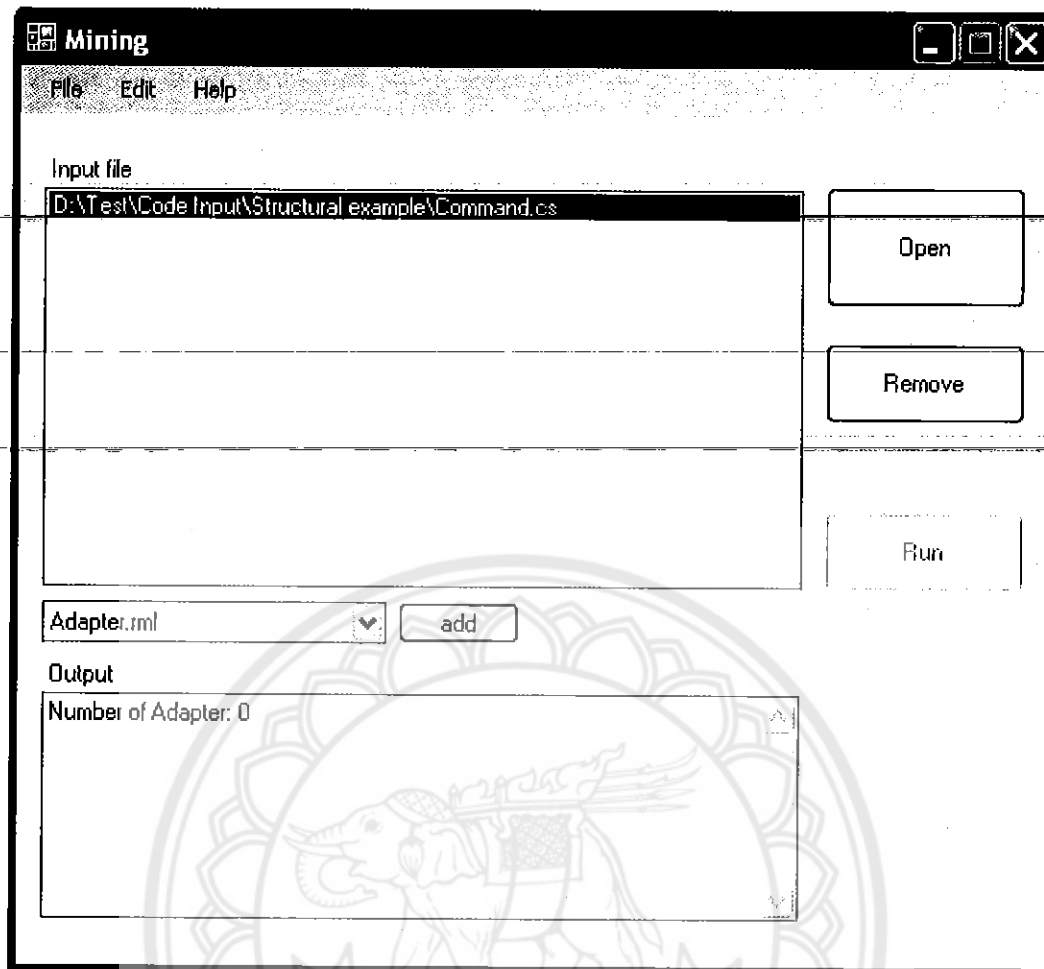 Mining
File Edit Help
Input file
D:\Test\Code Input\Structural example\Command.cs
Open
Remove
Run
Adapter.rml
add
Output
Number of Adapter: 0